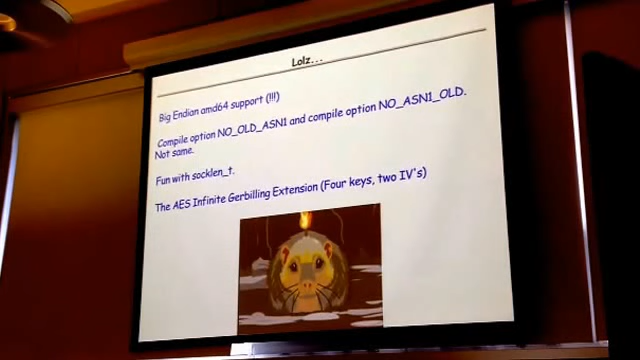 Lolz...
Big Endian amd64 support (!!!)
Compile option NO_OLD_ASN1 and compile option NO_ASN1_OLD.
Not same.
Fun with socklen_t.
The AES Infinite Gerbilling Extension (Four keys, two IV's)